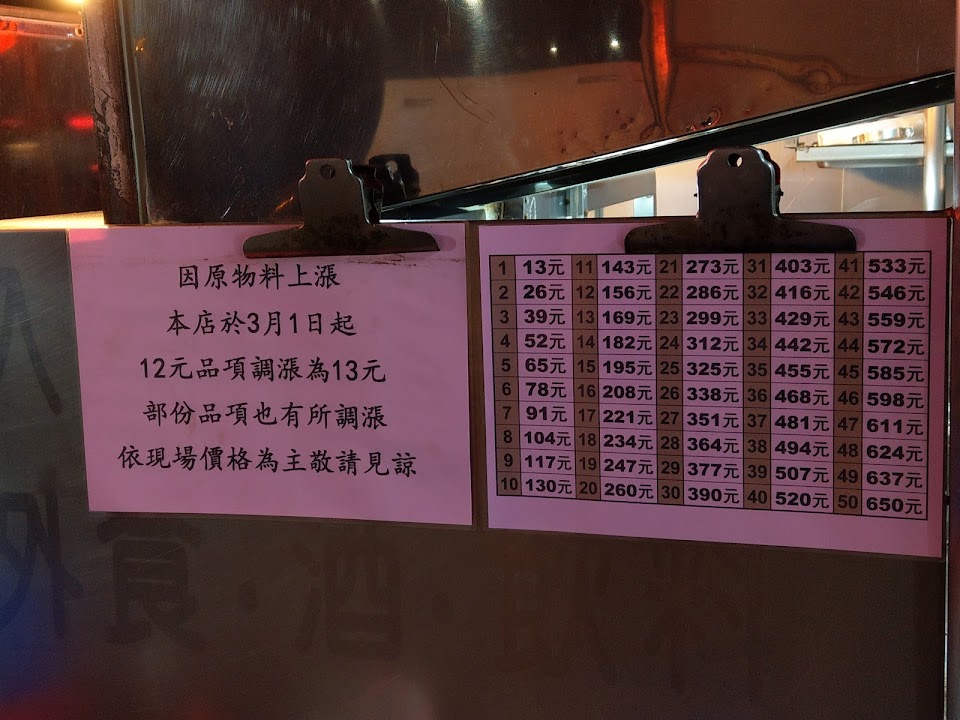 因原物料上漲
本店於3月1日起
12元品項調漲為13元
部份品項也有所調漲
依現場價格為主敬請見諒
1 13元 11 143元 21 273元 31 403元 41 533元
2 26元 12 156元 22 286元 32 416元 42 546元
3 39元 13 169元 23 299元 33 429元 43 559元
4 52元 14 182元 24 312元 34 442元 44 572元
5 65元 15 195元 25 325元 35 455元 45 585元
6 78元 16 208元 26 338元 36 468元 46 598元
7 91元 17 221元 27 351元 37 481元 47 611元
8 104元 18 234元 28 364元 38 494元 48 624元
9 117元 19 247元 29 377元 39 507元 49 637元
10 130元 20 260元 30 390元 40 520元 50 650元
外食·酒·飲料